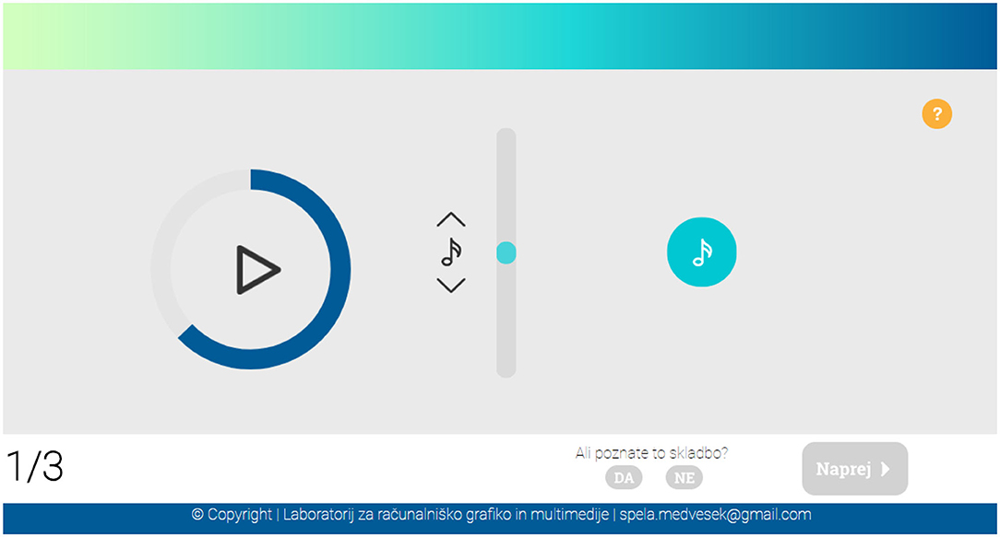 ?
Ali poznate to skladbo?
1/3
DA NE
Naprej
© Copyright | Laboratorij za računalniško grafiko in multimedije | spela.medvesek@gmail.com